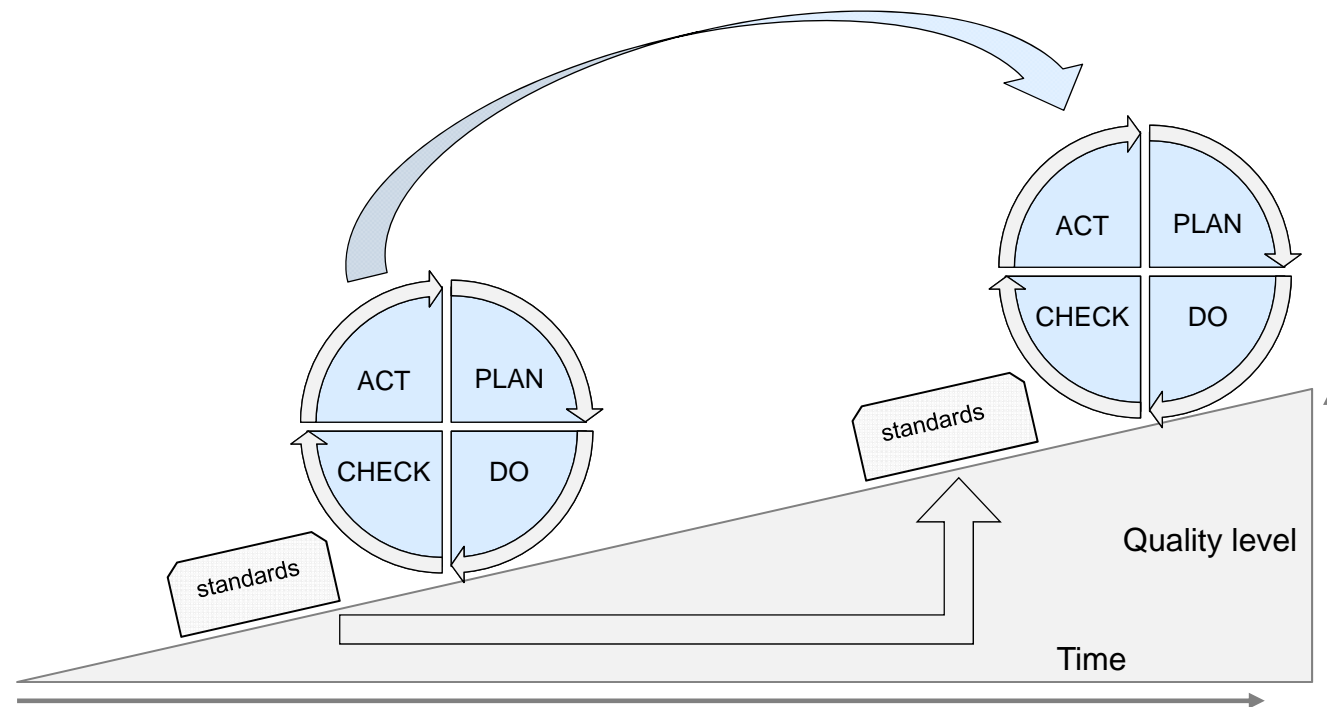 ACT PLAN
CHECK DO
standards
ACT PLAN
CHECK DO
standards
Quality level
Time